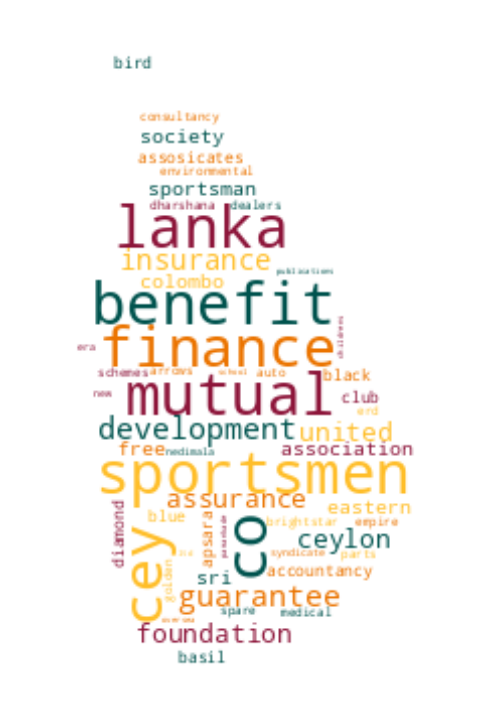 bird
consultancy
society
assosicates
environmental
sportsman
dharshana dealers
lanka
insurance
publications
colombo
benefit
childrens
era finance
schemes arrows school auto black
new mutual club
erd
development united
free nedimala association
sportsmen
assurance
diamond blue apsara co brightstar eastern empire
cey ceylon
syndicate parts
golden sri accountancy
guarantee
spare medical
foundation
basil